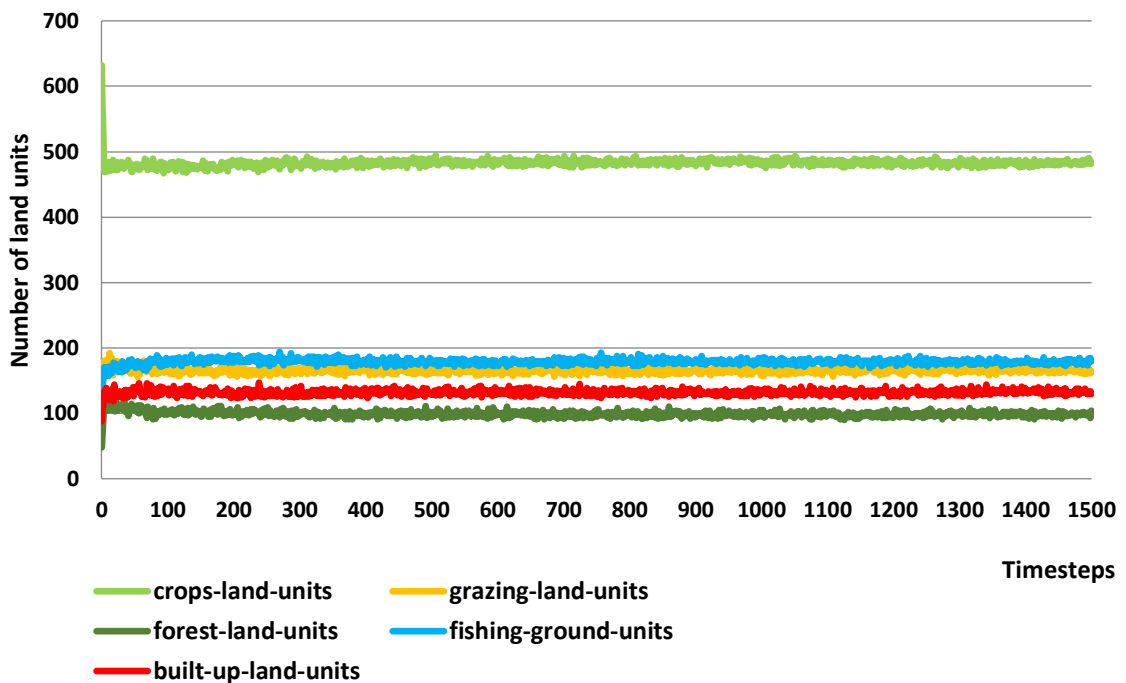 700
600
500
400
300
200
100
0
Number of land units
0 100 200 300 400 500 600 700 800 900 1000 1100 1200 1300 1400 1500
Timesteps
crops-land-units grazing-land-units
forest-land-units fishing-ground-units
built-up-land-units